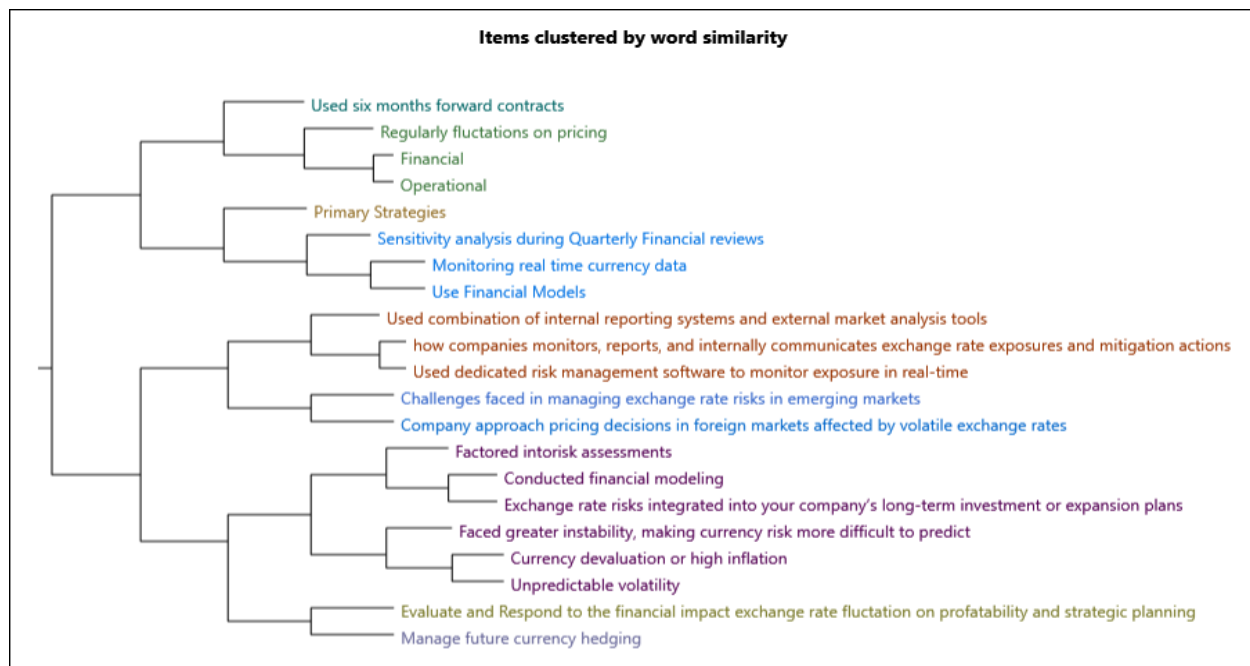 Items clustered by word similarity
Used six months forward contracts
Regularly fluctations on pricing
Financial
Operational
Primary Strategies
Sensitivity analysis during Quarterly Financial reviews
Monitoring real time currency data
Use Financial Models
Used combination of internal reporting systems and external market analysis tools
how companies monitors, reports, and internally communicates exchange rate exposures and mitigation actions
Used dedicated risk management software to monitor exposure in real-time
Challenges faced in managing exchange rate risks in emerging markets
Company approach pricing decisions in foreign markets affected by volatile exchange rates
Factored intorisk assessments
Conducted financial modeling
Exchange rate risks integrated into your company’s long-term investment or expansion plans
Faced greater instability, making currency risk more difficult to predict
Currency devaluation or high inflation
Unpredictable volatility
Evaluate and Respond to the financial impact exchange rate fluctation on profatability and strategic planning
Manage future currency hedging